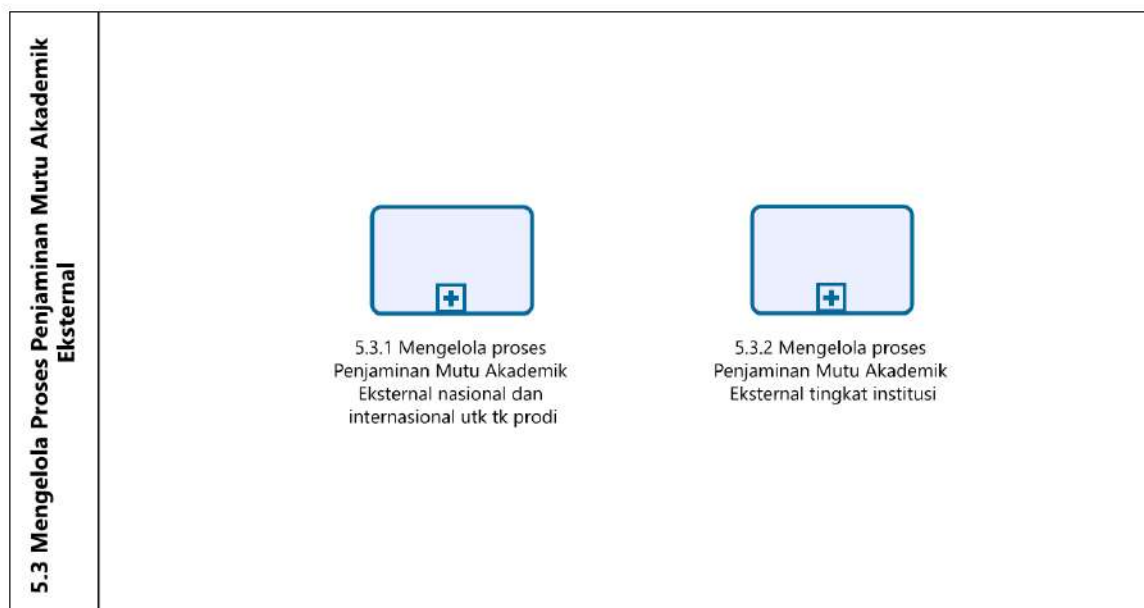 5.3 Mengelola Proses Penjaminan Mutu Akademik
Eksternal
5.3.1 Mengelola proses
Penjaminan Mutu Akademik
Eksternal nasional dan
internasional utk tk prodi
5.3.2 Mengelola proses
Penjaminan Mutu Akademik
Eksternal tingkat institusi